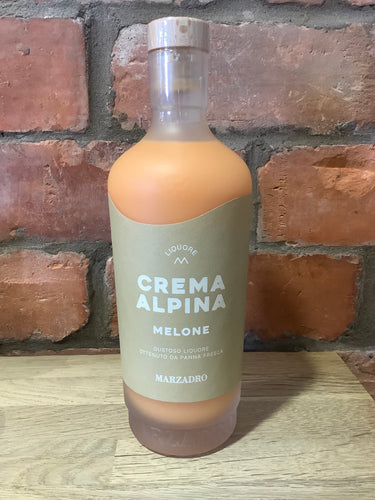 LIQUORE
CREMA
ALPINA
MELONE
GUSTOSO LIQUORE
OTTENUTO DA PANNA FRESCA
MARZADRO